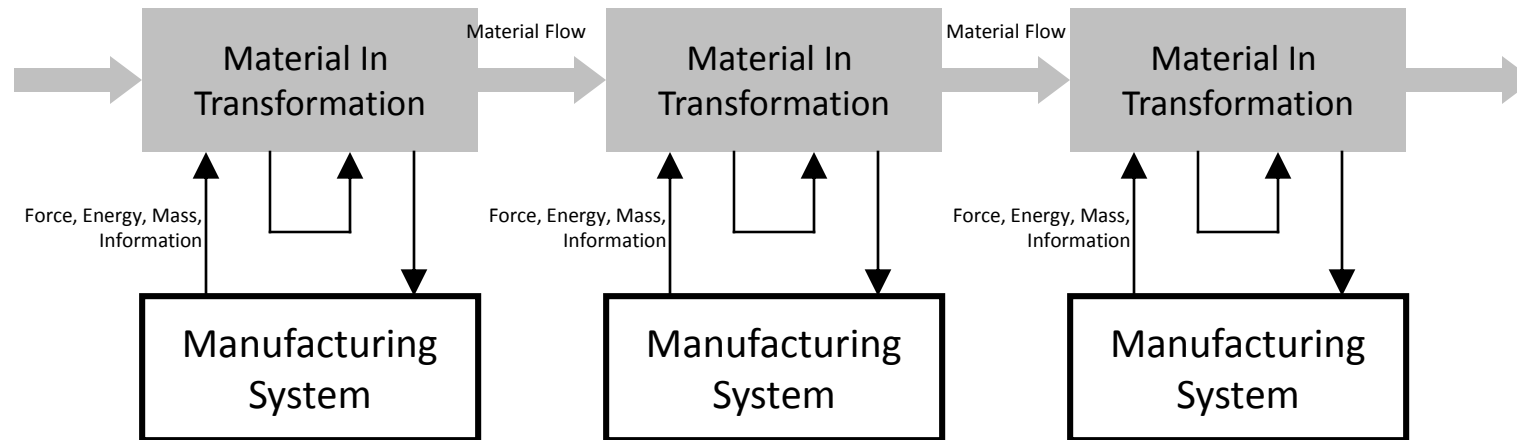 Material Flow
Material Flow
Material In
Transformation
Material In
Transformation
Material In
Transformation
Force, Energy, Mass,
Information
Force, Energy, Mass,
Information
Force, Energy, Mass,
Information
Manufacturing
System
Manufacturing
System
Manufacturing
System